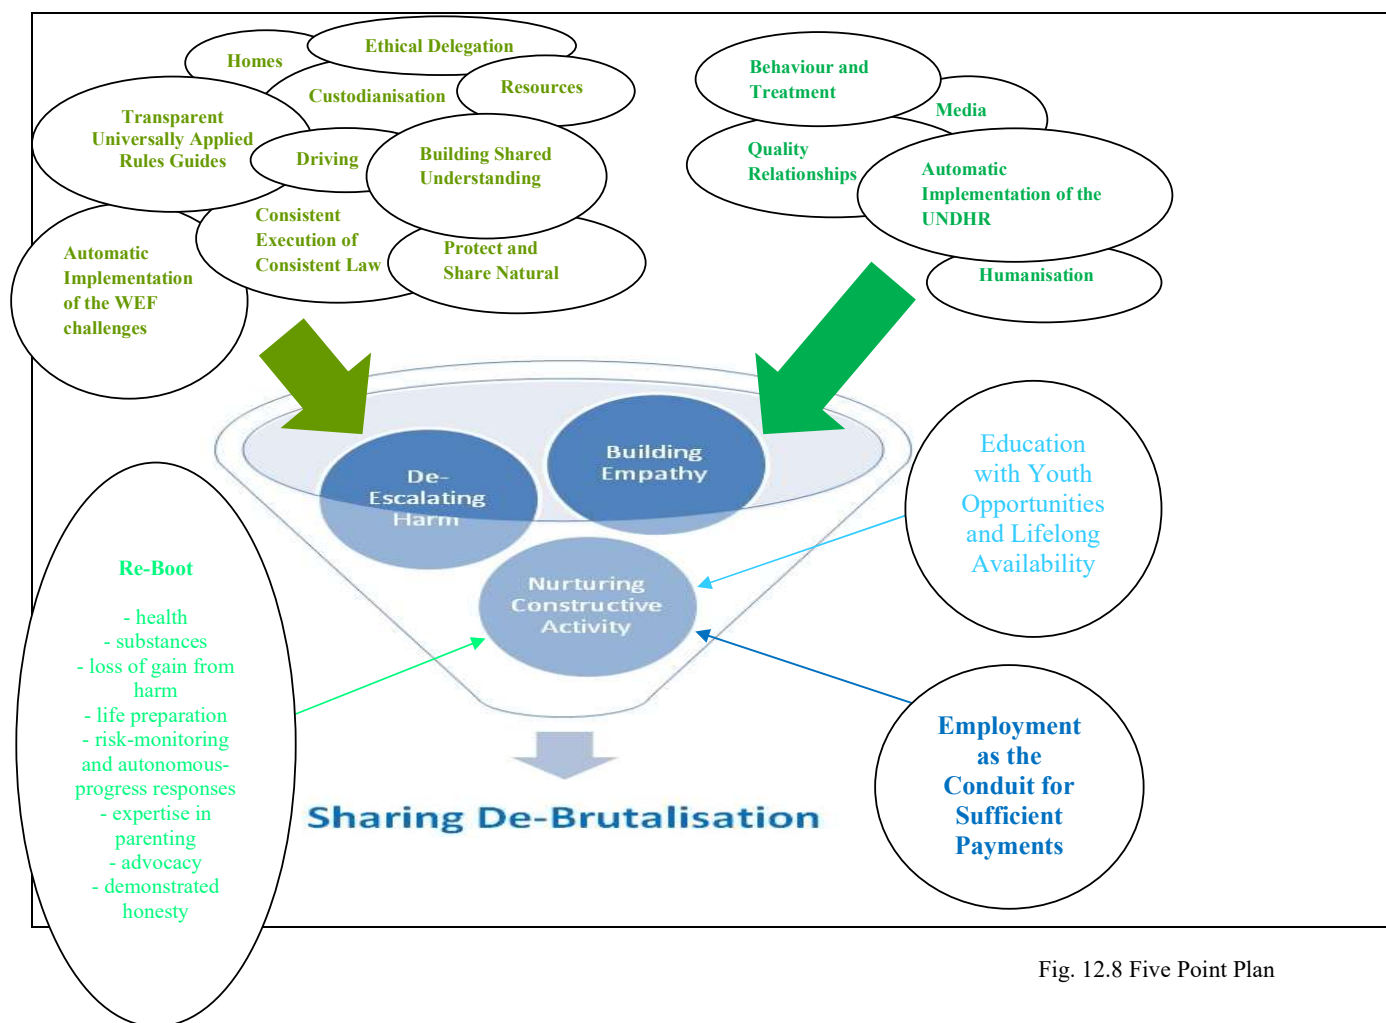 Homes
Ethical Delegation
Custodianisation
Resources
Transparent
Universally Applied
Rules Guides
Driving
Building Shared
Understanding
Consistent
Execution of
Consistent Law
Protect and
Share Natural
Automatic
Implementation
of the WEF
challenges
Behaviour and
Treatment
Media
Quality
Relationships
Automatic
Implementation of the
UNDHR
Humanisation
De-
Escalating
Harm
Building
Empathy
Nurturing
Constructive
Activity
Education
with Youth
Opportunities
and Lifelong
Availability
Re-Boot
- health
- substances
- loss of gain from
harm
- life preparation
- risk-monitoring
and autonomous-
progress responses
- expertise in
parenting
- advocacy
- demonstrated
honesty
Employment
as the
Conduit for
Sufficient
Payments
Sharing De-Brutalisation
Fig. 12.8 Five Point Plan